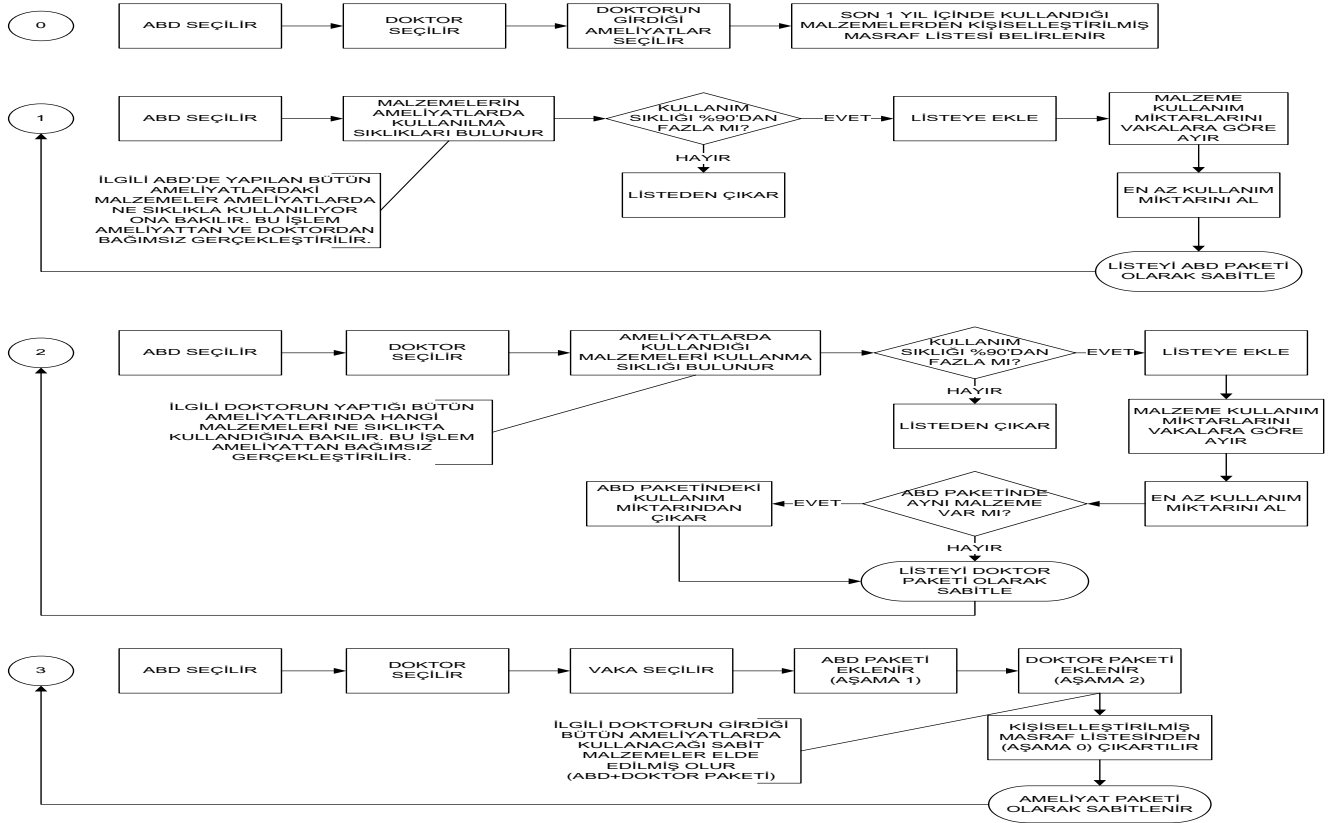 0
ABD SEÇİLİR
DOKTOR
SEÇİLİR
DOKTORUN
GİRDİĞİ
AMELİYATLAR
SEÇİLİR
SON 1 YIL İÇİNDE KULLANDIĞI
MALZEMELERDEN KİŞİSELLEŞTİRİLMİŞ
MASRAF LİSTESİ BELİRLENİR
1
ABD SEÇİLİR
MALZEMELERİN
AMELİYATLARDA
KULLANILMA
SIKLIKLARI BULUNUR
KULLANIM
SIKLIĞI %90'DAN
FAZLA MI?
EVET
LİSTEYE EKLE
MALZEME
KULLANIM
MİKTARLARINI
VAKALARA GÖRE
AYIR
HAYIR
LİSTEDEN ÇIKAR
İLGİLİ ABD'DE YAPILAN BÜTÜN
AMELİYATLARDAKİ
MALZEMELER AMELİYATLARDA
NE SIKLIKLA KULLANILIYOR
ONA BAKILIR. BU İŞLEM
AMELİYATTAN VE DOKTORDAN
BAĞIMSIZ GERÇEKLEŞTİRİLİR.
EN AZ KULLANIM
MİKTARINI AL
LİSTEYİ ABD PAKETİ
OLARAK SABİTLE
2
ABD SEÇİLİR
DOKTOR
SEÇİLİR
AMELİYATLARDA
KULLANDIĞI
MALZEMELERİ KULLANMA
SIKLIĞI BULUNUR
KULLANIM
SIKLIĞI %90'DAN
FAZLA MI?
EVET
LİSTEYE EKLE
HAYIR
LİSTEDEN ÇIKAR
İLGİLİ DOKTORUN YAPTIĞI BÜTÜN
AMELİYATLARINDA HANGİ
MALZEMELERİ NE SIKLIKTA
KULLANDIĞINA BAKILIR. BU İŞLEM
AMELİYATTAN BAĞIMSIZ
GERÇEKLEŞTİRİLİR.
MALZEME KULLANIM
MİKTARLARINI
VAKALARA GÖRE
AYIR
EN AZ KULLANIM
MİKTARINI AL
ABD PAKETİNDE
AYNI MALZEME
VAR MI?
EVET
ABD PAKETİNDEKİ
KULLANIM
MİKTARINDAN
ÇIKAR
HAYIR
LİSTEYİ DOKTOR
PAKETİ OLARAK
SABİTLE
3
ABD SEÇİLİR
DOKTOR
SEÇİLİR
VAKA SEÇİLİR
ABD PAKETİ
EKLENİR
(AŞAMA 1)
DOKTOR PAKETİ
EKLENİR
(AŞAMA 2)
İLGİLİ DOKTORUN GİRDİĞİ
BÜTÜN AMELİYATLARDA
KULLANACAĞI SABİT
MALZEMELER ELDE
EDİLMİŞ OLUR
(ABD+DOKTOR PAKETİ)
KİŞİSELLEŞTİRİLMİŞ
MASRAF LİSTESİNDEN
(AŞAMA 0) ÇIKARTILIR
AMELİYAT PAKETİ
OLARAK SABİTLENİR